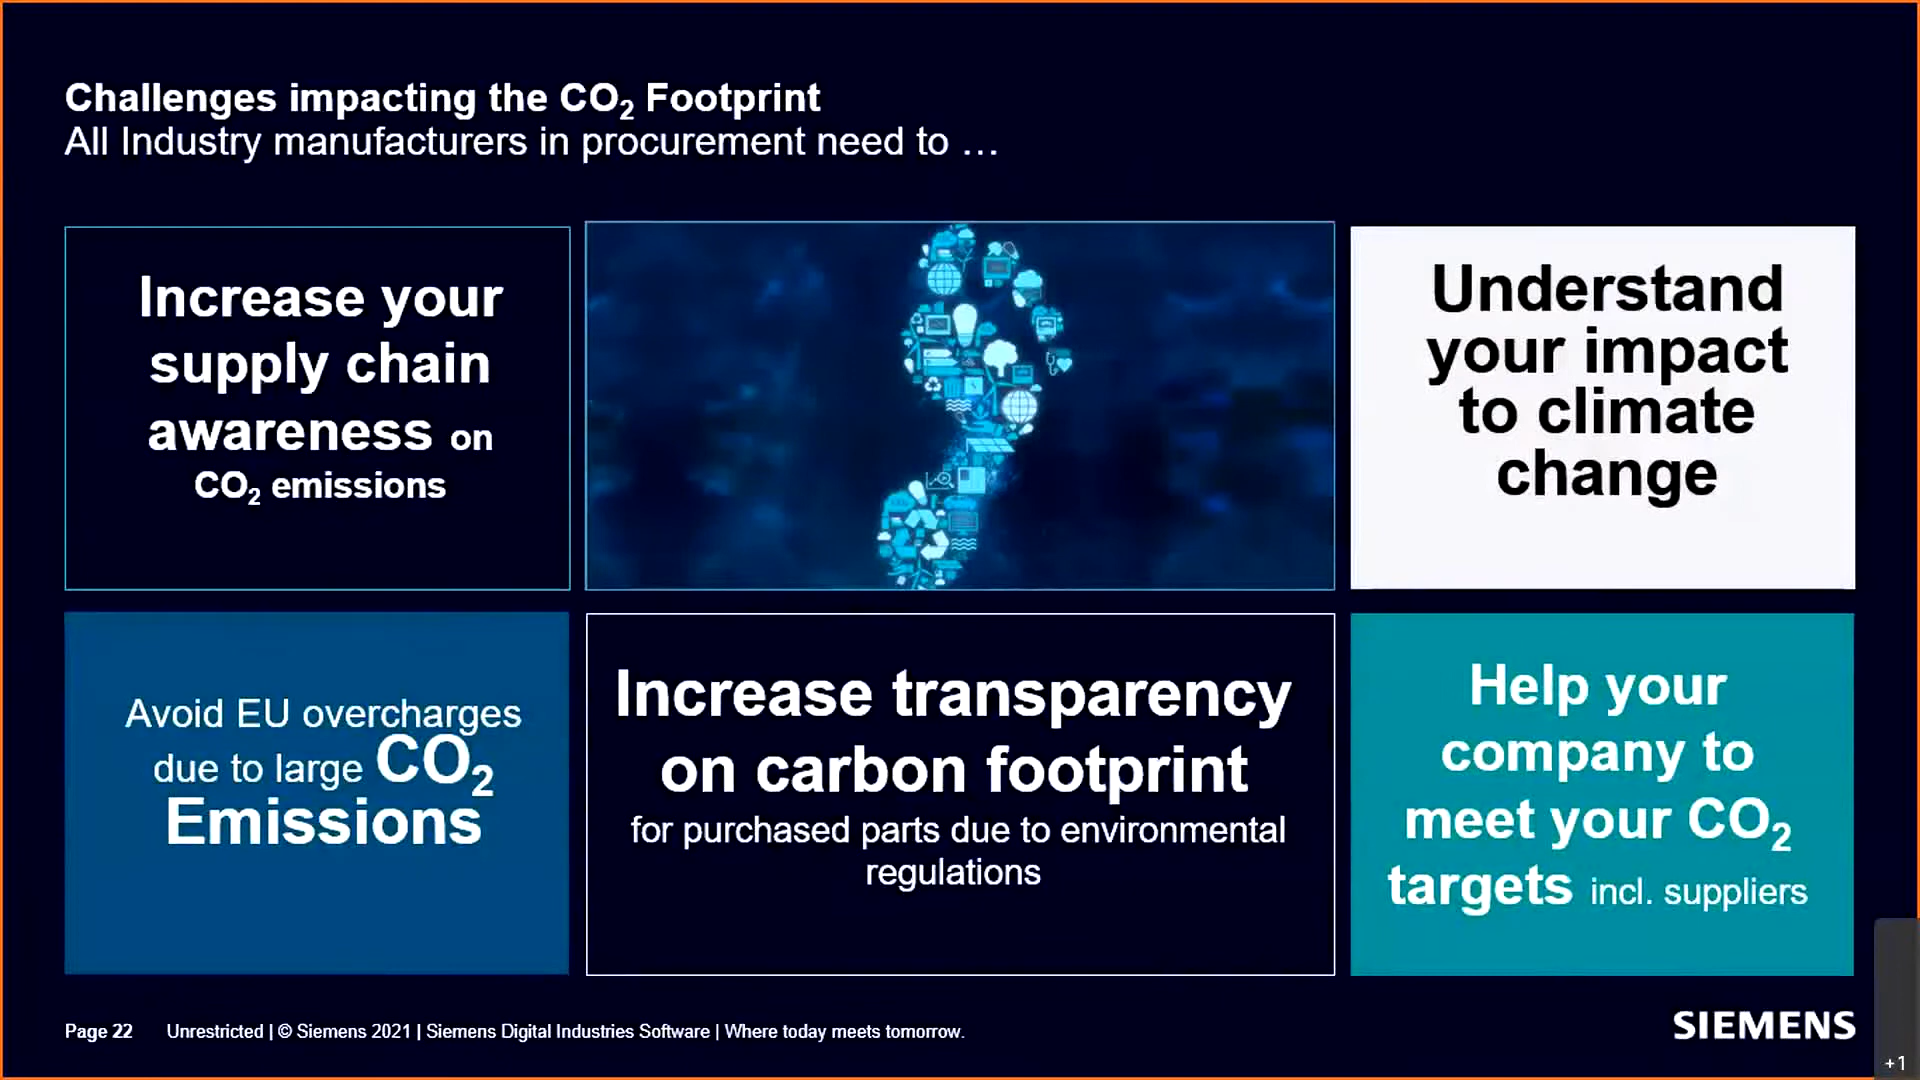 Challenges impacting the CO₂ Footprint
All Industry manufacturers in procurement need to …
Increase your
supply chain
awareness on
CO₂ emissions
Understand
your impact
to climate
change
Avoid EU overcharges
due to large CO₂
Emissions
Increase transparency
on carbon footprint
for purchased parts due to environmental
regulations
Help your
company to
meet your CO₂
targets incl. suppliers
Page 22 Unrestricted | © Siemens 2021 | Siemens Digital Industries Software | Where today meets tomorrow.
SIEMENS
+1